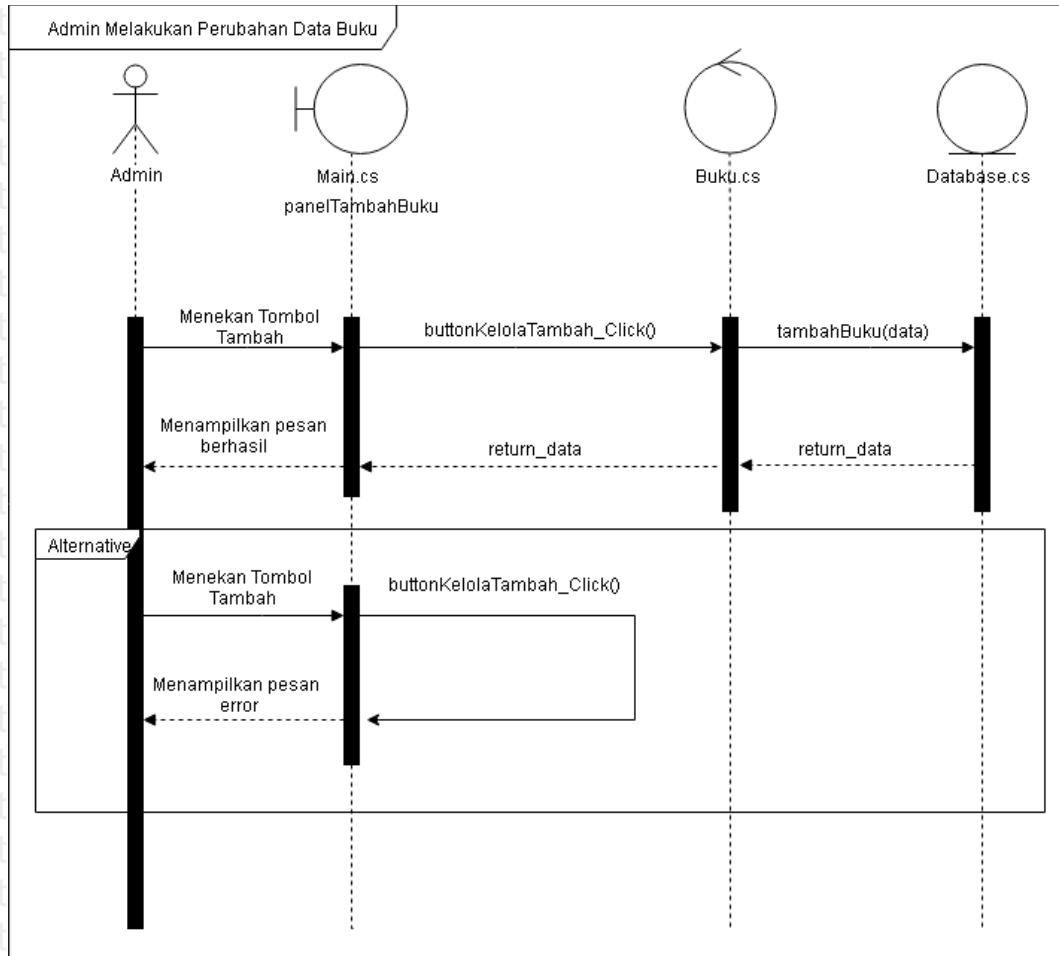 Admin Melakukan Perubahan Data Buku
Admin
Main.cs
panelTambahBuku
Buku.cs
Database.cs
Menekan Tombol
Tambah
buttonKelolaTambah_Click()
tambahBuku(data)
Menampilkan pesan
berhasil
return_data
return_data
Alternative
Menekan Tombol
Tambah
buttonKelolaTambah_Click()
Menampilkan pesan
error